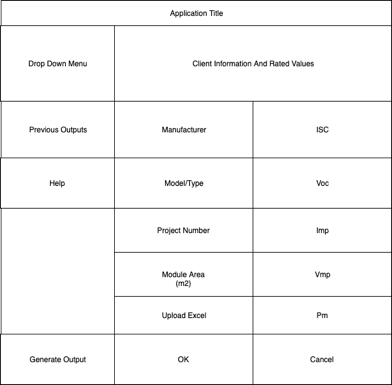 Application Title
Drop Down Menu
Client Information And Rated Values
Previous Outputs
Manufacturer
ISC
Help
Model/Type
Voc
Project Number
Imp
Module Area
(m2)
Vmp
Upload Excel
Pm
Generate Output
OK
Cancel